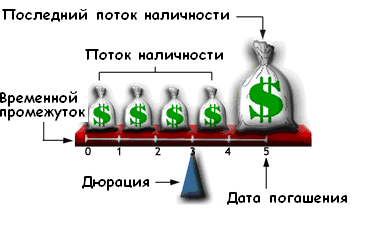 Последний поток наличности
Поток наличности
Временной
промежуток
$ $ $ $ $
0 1 2 3 4 5
Дюрация
Дата погашения